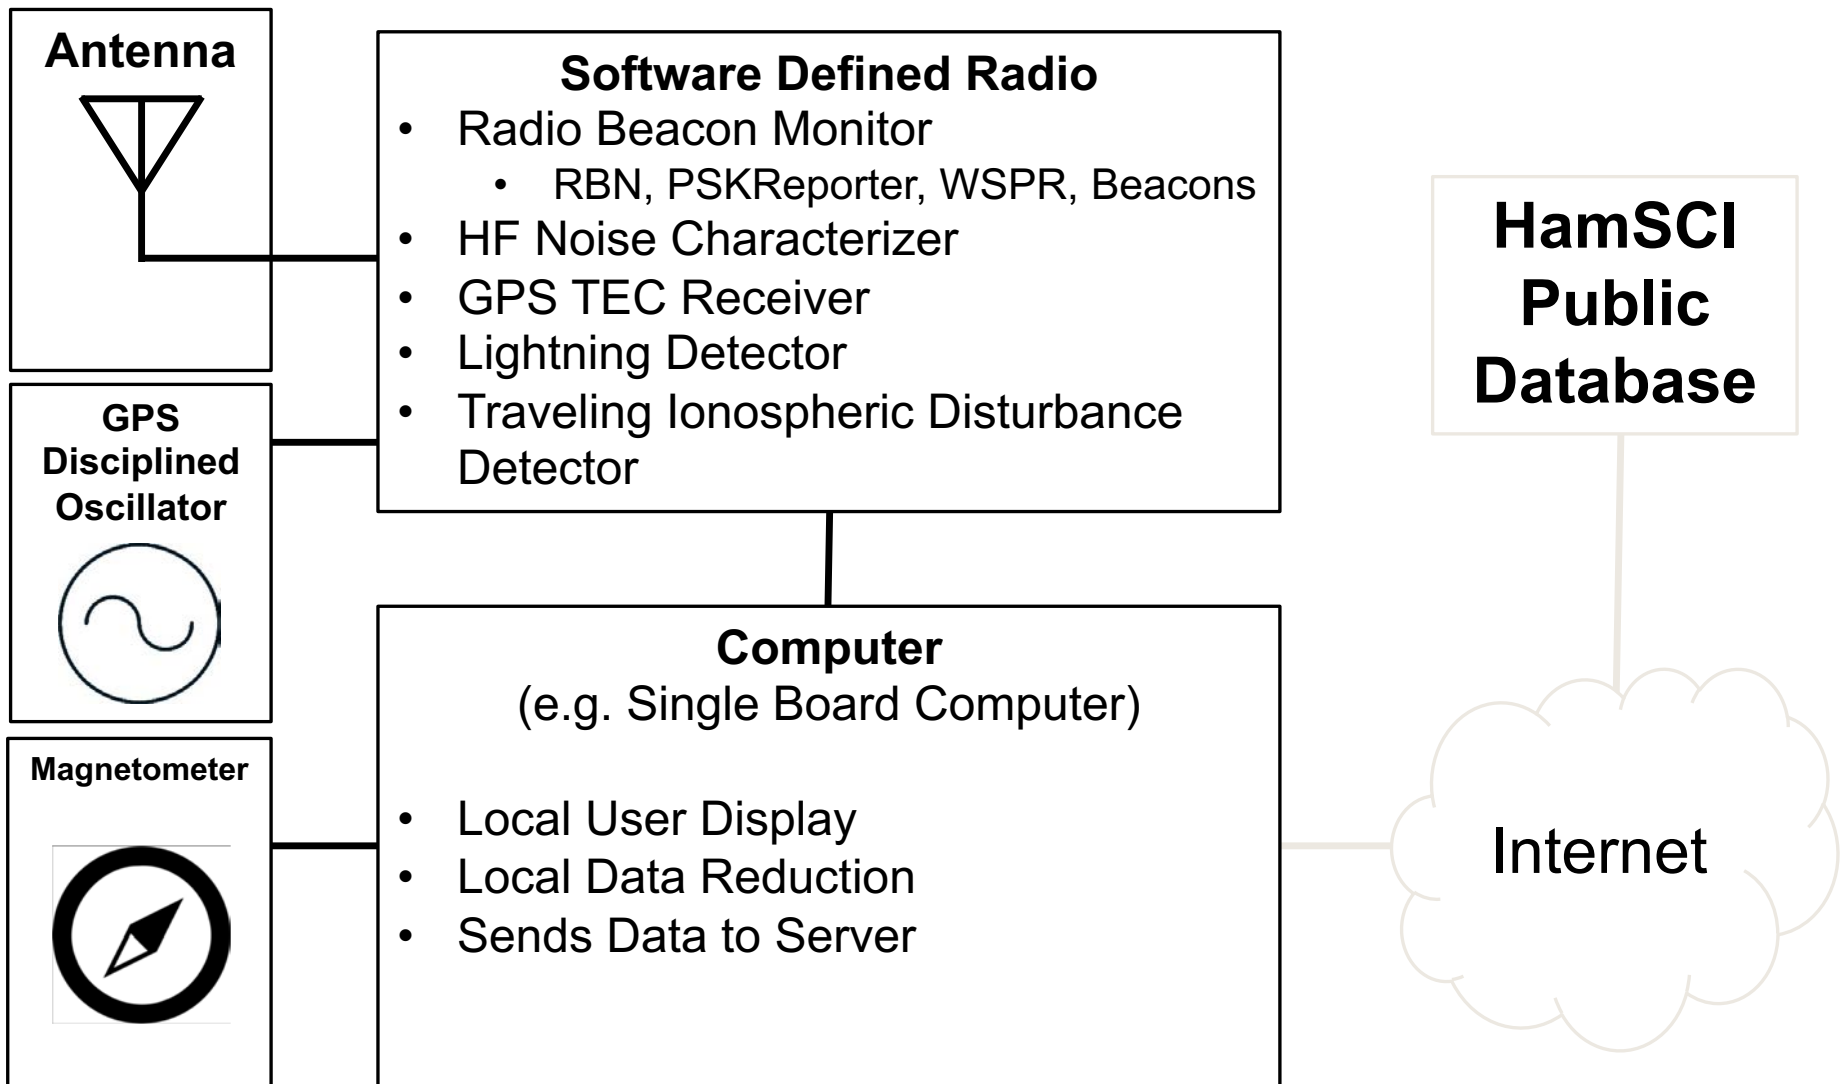 Antenna
Software Defined Radio
• Radio Beacon Monitor
• RBN, PSKReporter, WSPR, Beacons
• HF Noise Characterizer
• GPS TEC Receiver
• Lightning Detector
• Traveling Ionospheric Disturbance
Detector
GPS
Disciplined
Oscillator
Magnetometer
Computer
(e.g. Single Board Computer)
• Local User Display
• Local Data Reduction
• Sends Data to Server
HamSCI
Public
Database
Internet